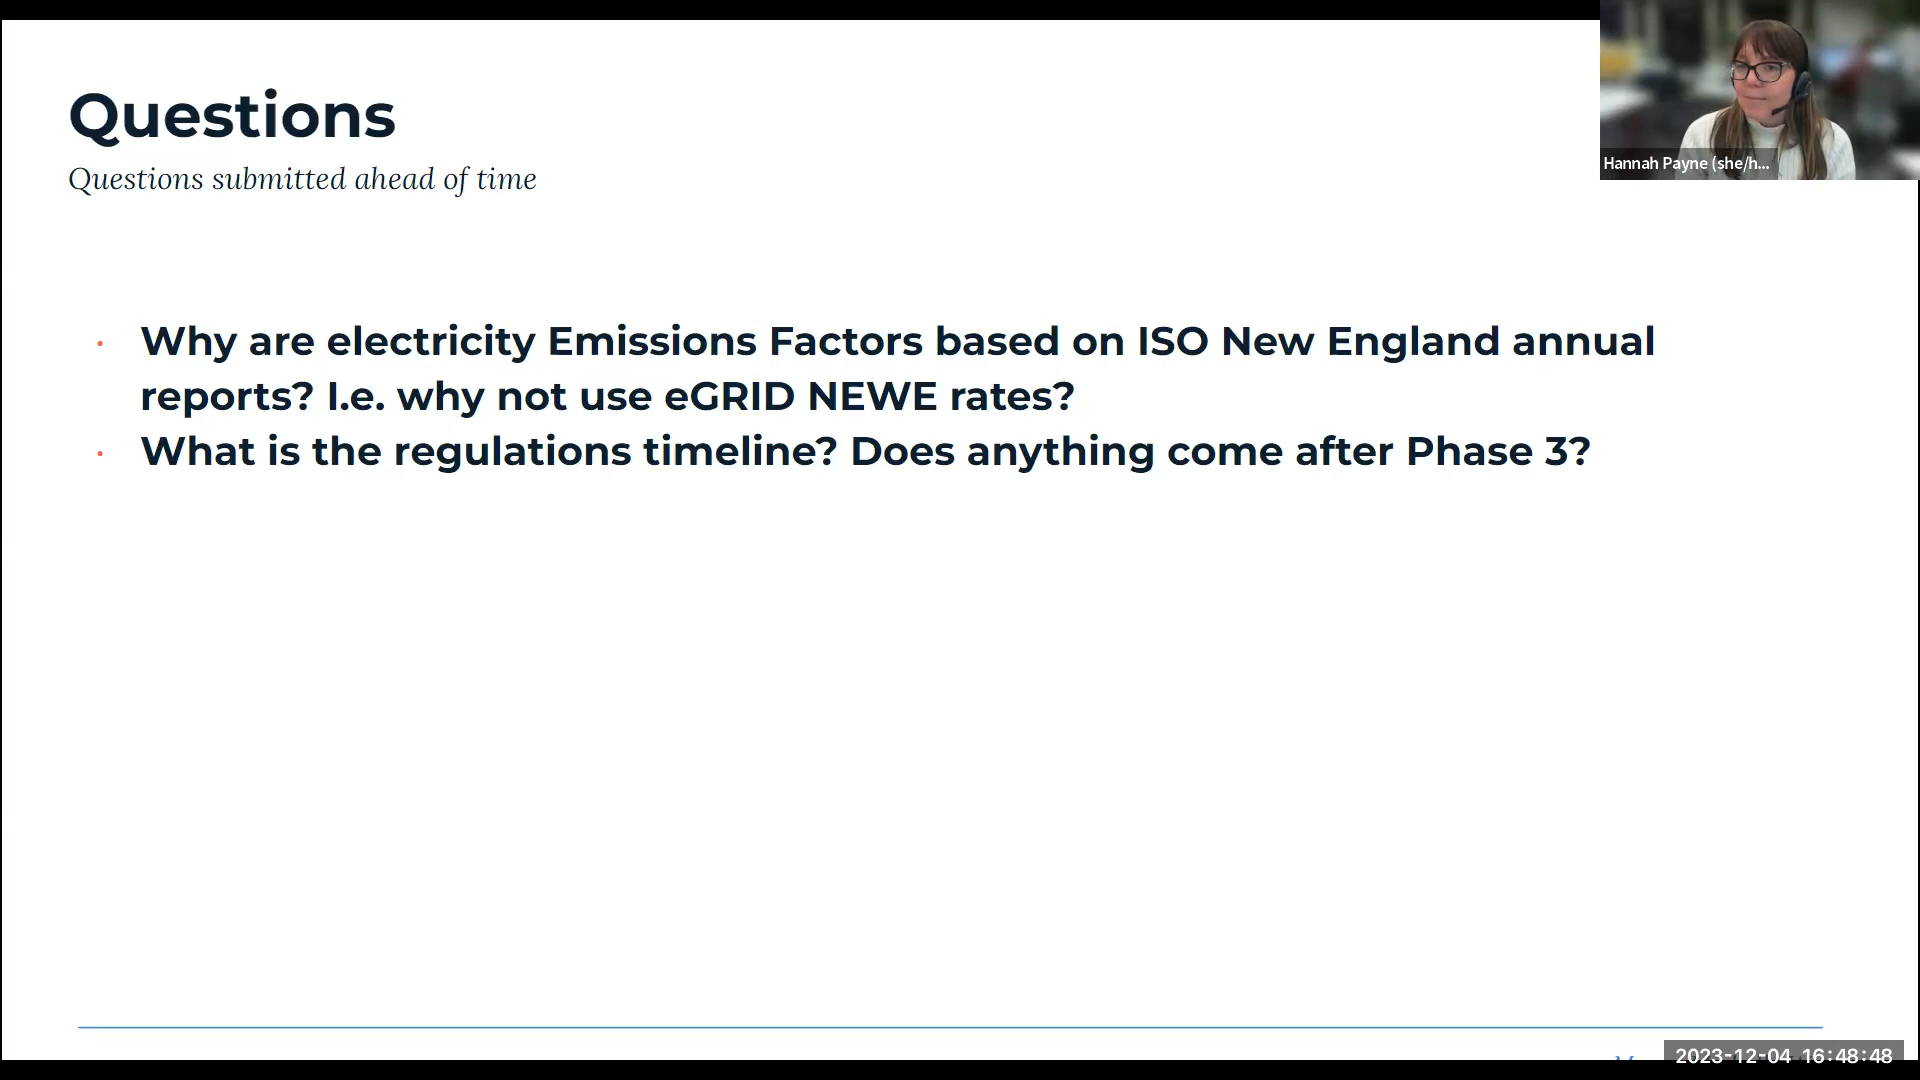 Questions
Questions submitted ahead of time
Hannah Payne (she/h...
• Why are electricity Emissions Factors based on ISO New England annual
reports? I.e. why not use eGRID NEWE rates?
• What is the regulations timeline? Does anything come after Phase 3?
2023-12-04 16:48:48